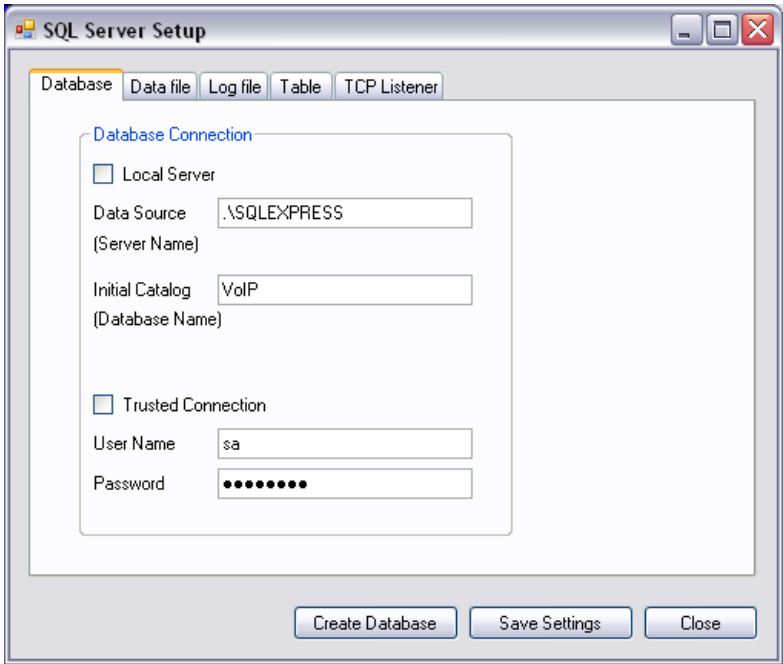 SQL Server Setup
Database Data file Log file Table TCP Listener
Database Connection
Local Server
Data Source .\SQLEXPRESS
(Server Name)
Initial Catalog VoIP
(Database Name)
Trusted Connection
User Name sa
Password ●●●●●●●●
Create Database Save Settings Close